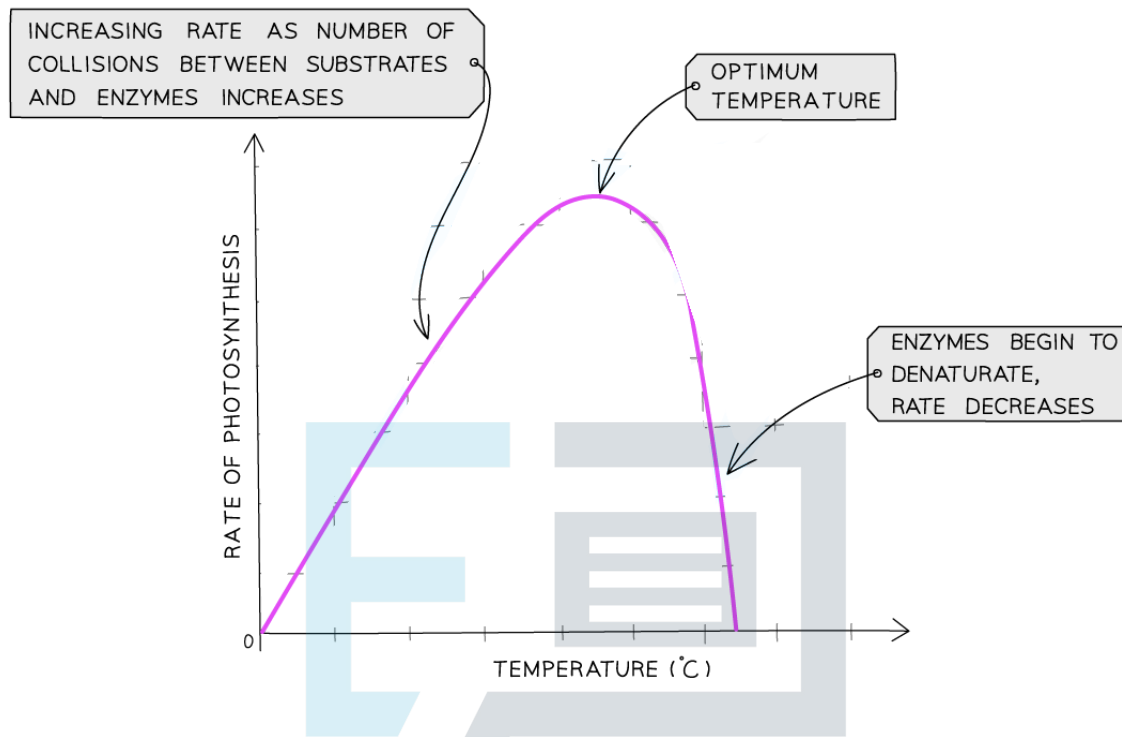 INCREASING RATE AS NUMBER OF
COLLISIONS BETWEEN SUBSTRATES
AND ENZYMES INCREASES
OPTIMUM
TEMPERATURE
RATE OF PHOTOSYNTHESIS
ENZYMES BEGIN TO
DENATURATE,
RATE DECREASES
0
TEMPERATURE (°C)